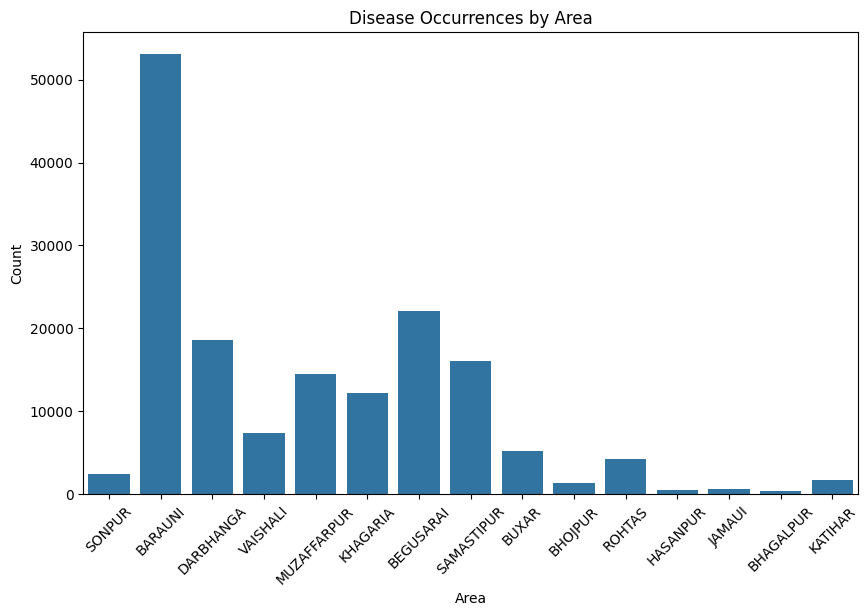 Disease Occurrences by Area
Count
50000
40000
30000
20000
10000
0
SONPUR
BARAUNI
DARBHANGA
VAISHALI
MUZAFFARPUR
KHAGARIA
BEGUSARAI
SAMASTIPUR
BUXAR
BHOJPUR
ROHTAS
HASANPUR
JAMAUI
BHAGALPUR
KATIHAR
Area